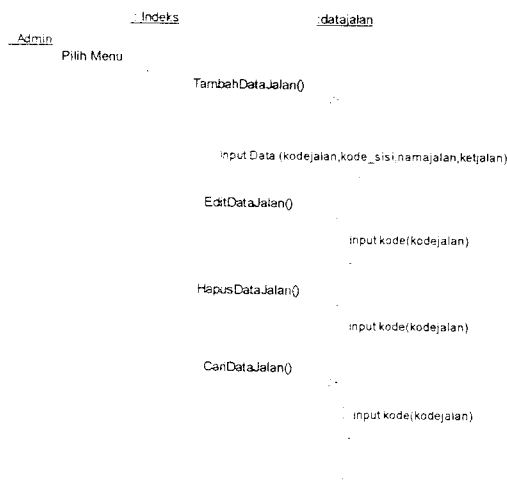 : Indeks
:datajalan
Admin
Pilih Menu
TambahDataJalan()
input Data (kodejalan,kode_sisi,namajalan,ketjalan)
EditDataJalan()
input kode(kodejalan)
HapusDataJalan()
input kode(kodejalan)
CariDataJalan()
input kode(kodejalan)